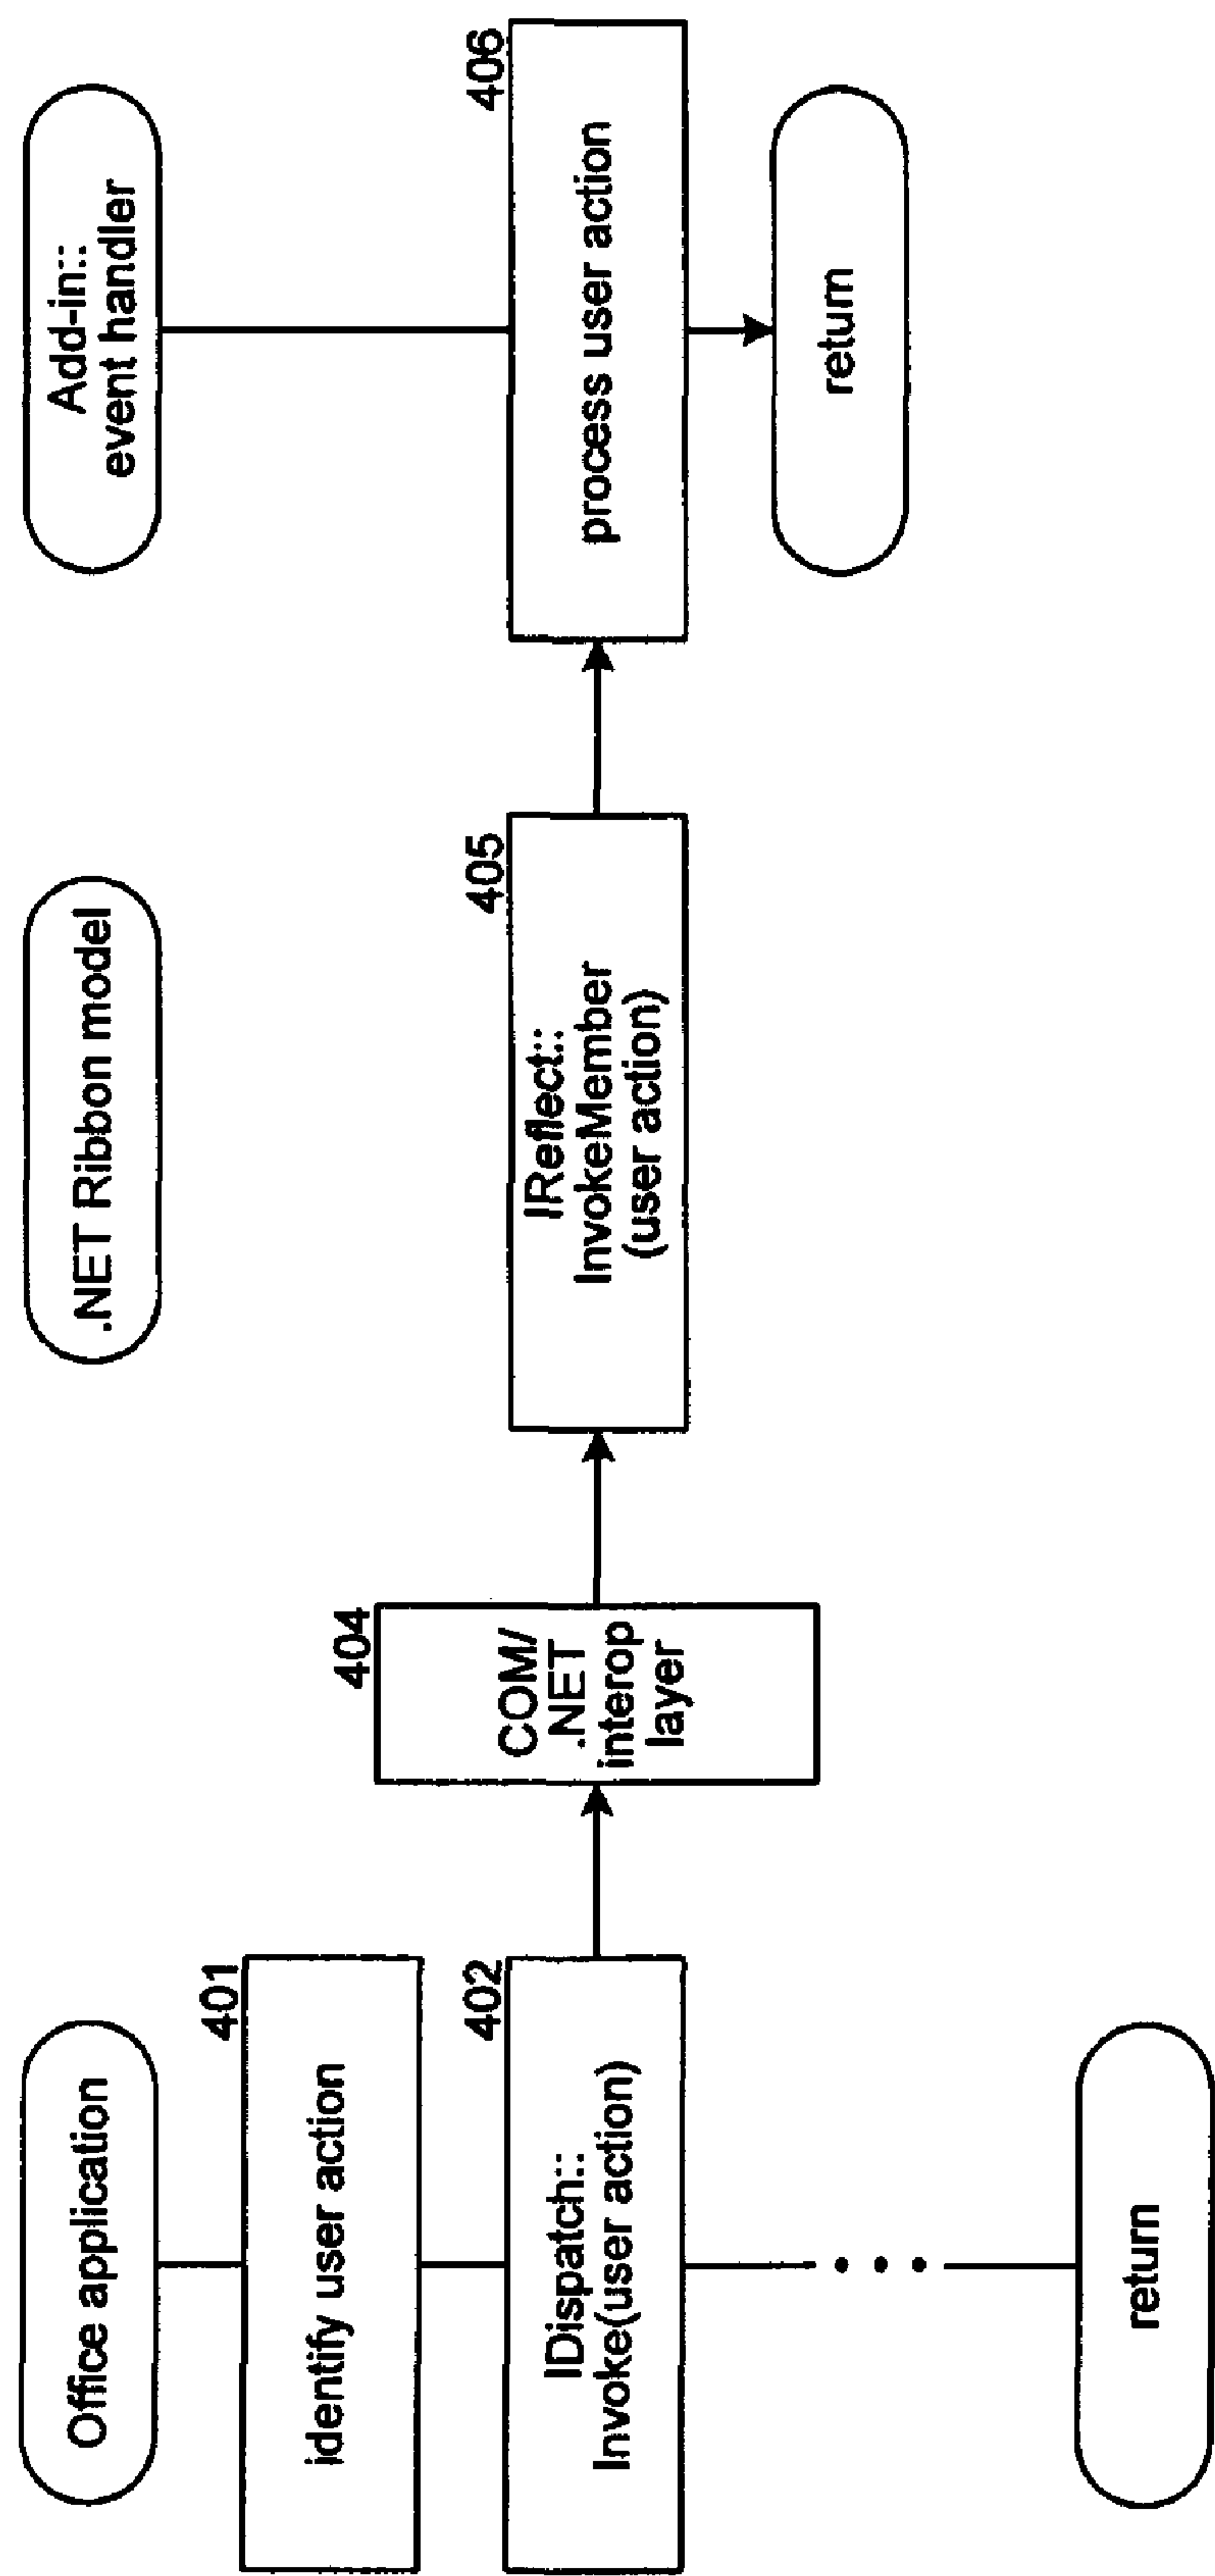 Office application
.NET Ribbon model
Add-in::
event handler
401
identify user action
402
IDispatch::
Invoke(user action)
404
COM/
.NET
interop
layer
405
IReflect::
InvokeMember
(user action)
406
process user action
return
return